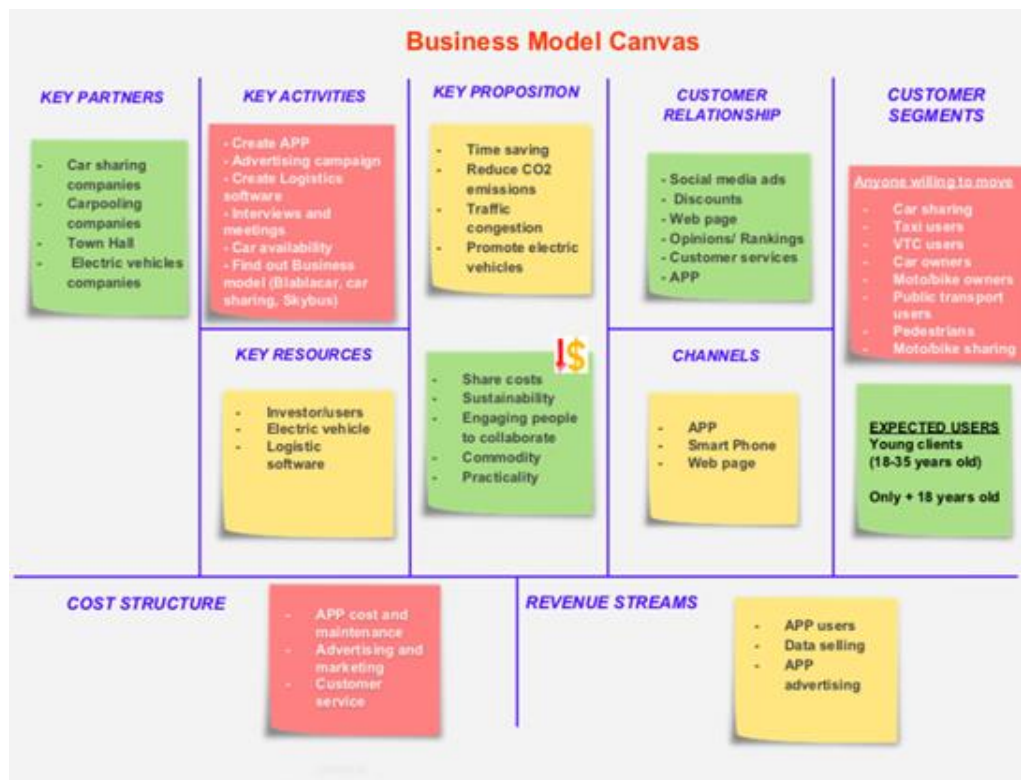 Business Model Canvas
KEY PARTNERS
- Car sharing
companies
- Carpooling
companies
- Town Hall
- Electric vehicles
companies
KEY ACTIVITIES
- Create APP
- Advertising campaign
- Create Logistics
software
- Interviews and
meetings
- Car availability
- Find out Business
model (Blablacar, car
sharing, Skybus)
KEY RESOURCES
- Investor/users
- Electric vehicle
- Logistic
software
KEY PROPOSITION
- Time saving
- Reduce CO2
emissions
- Traffic
congestion
- Promote electric
vehicles
$
- Share costs
- Sustainability
- Engaging people
to collaborate
- Commodity
- Practicality
CUSTOMER
RELATIONSHIP
- Social media ads
- Discounts
- Web page
- Opinions/ Rankings
- Customer services
- APP
CHANNELS
- APP
- Smart Phone
- Web page
CUSTOMER
SEGMENTS
Anyone willing to move
- Car sharing
- Taxi users
- VTC users
- Car owners
- Moto/bike owners
- Public transport
users
- Pedestrians
- Moto/bike sharing
EXPECTED USERS
Young clients
(18-35 years old)
Only + 18 years old
COST STRUCTURE
- APP cost and
maintenance
- Advertising and
marketing
- Customer
service
REVENUE STREAMS
- APP users
- Data selling
- APP
advertising